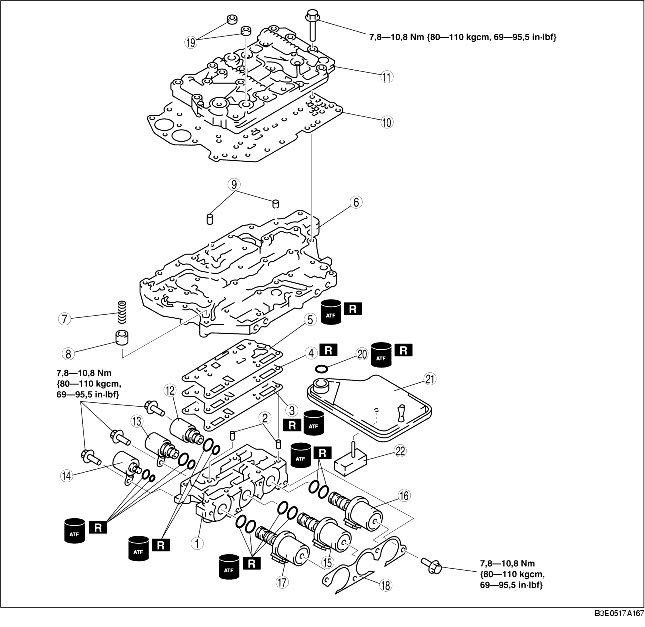 19
7,8—10,8 Nm {80—110 kgcm, 69—95,5 in·lbf}
11
10
9
6
7
8
5
ATF R
4 R
20
ATF R
21
7,8—10,8 Nm
{80—110 kgcm,
69—95,5 in·lbf}
12
3
R ATF
2
13
ATF R
22
14
16
ATF R
1
ATF R
15
ATF R
17
18
7,8—10,8 Nm
{80—110 kgcm,
69—95,5 in·lbf}
B3E0517A167